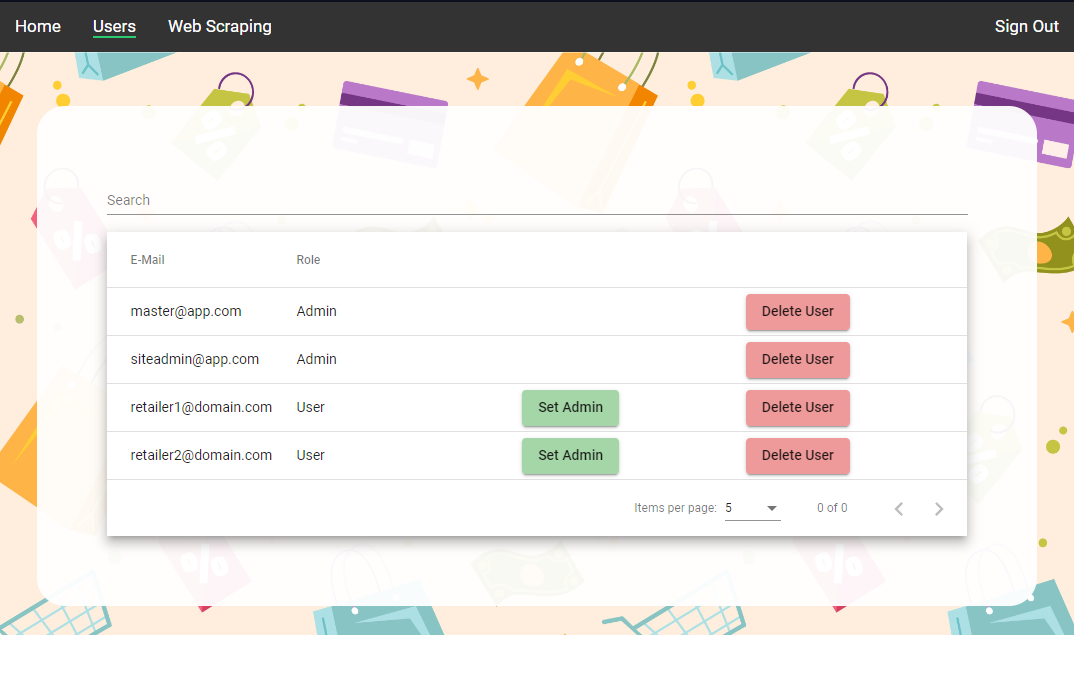 Home Users Web Scraping Sign Out
Search
E-Mail Role
master@app.com Admin Delete User
siteadmin@app.com Admin Delete User
retailer1@domain.com User Set Admin Delete User
retailer2@domain.com User Set Admin Delete User
Items per page: 5 0 of 0